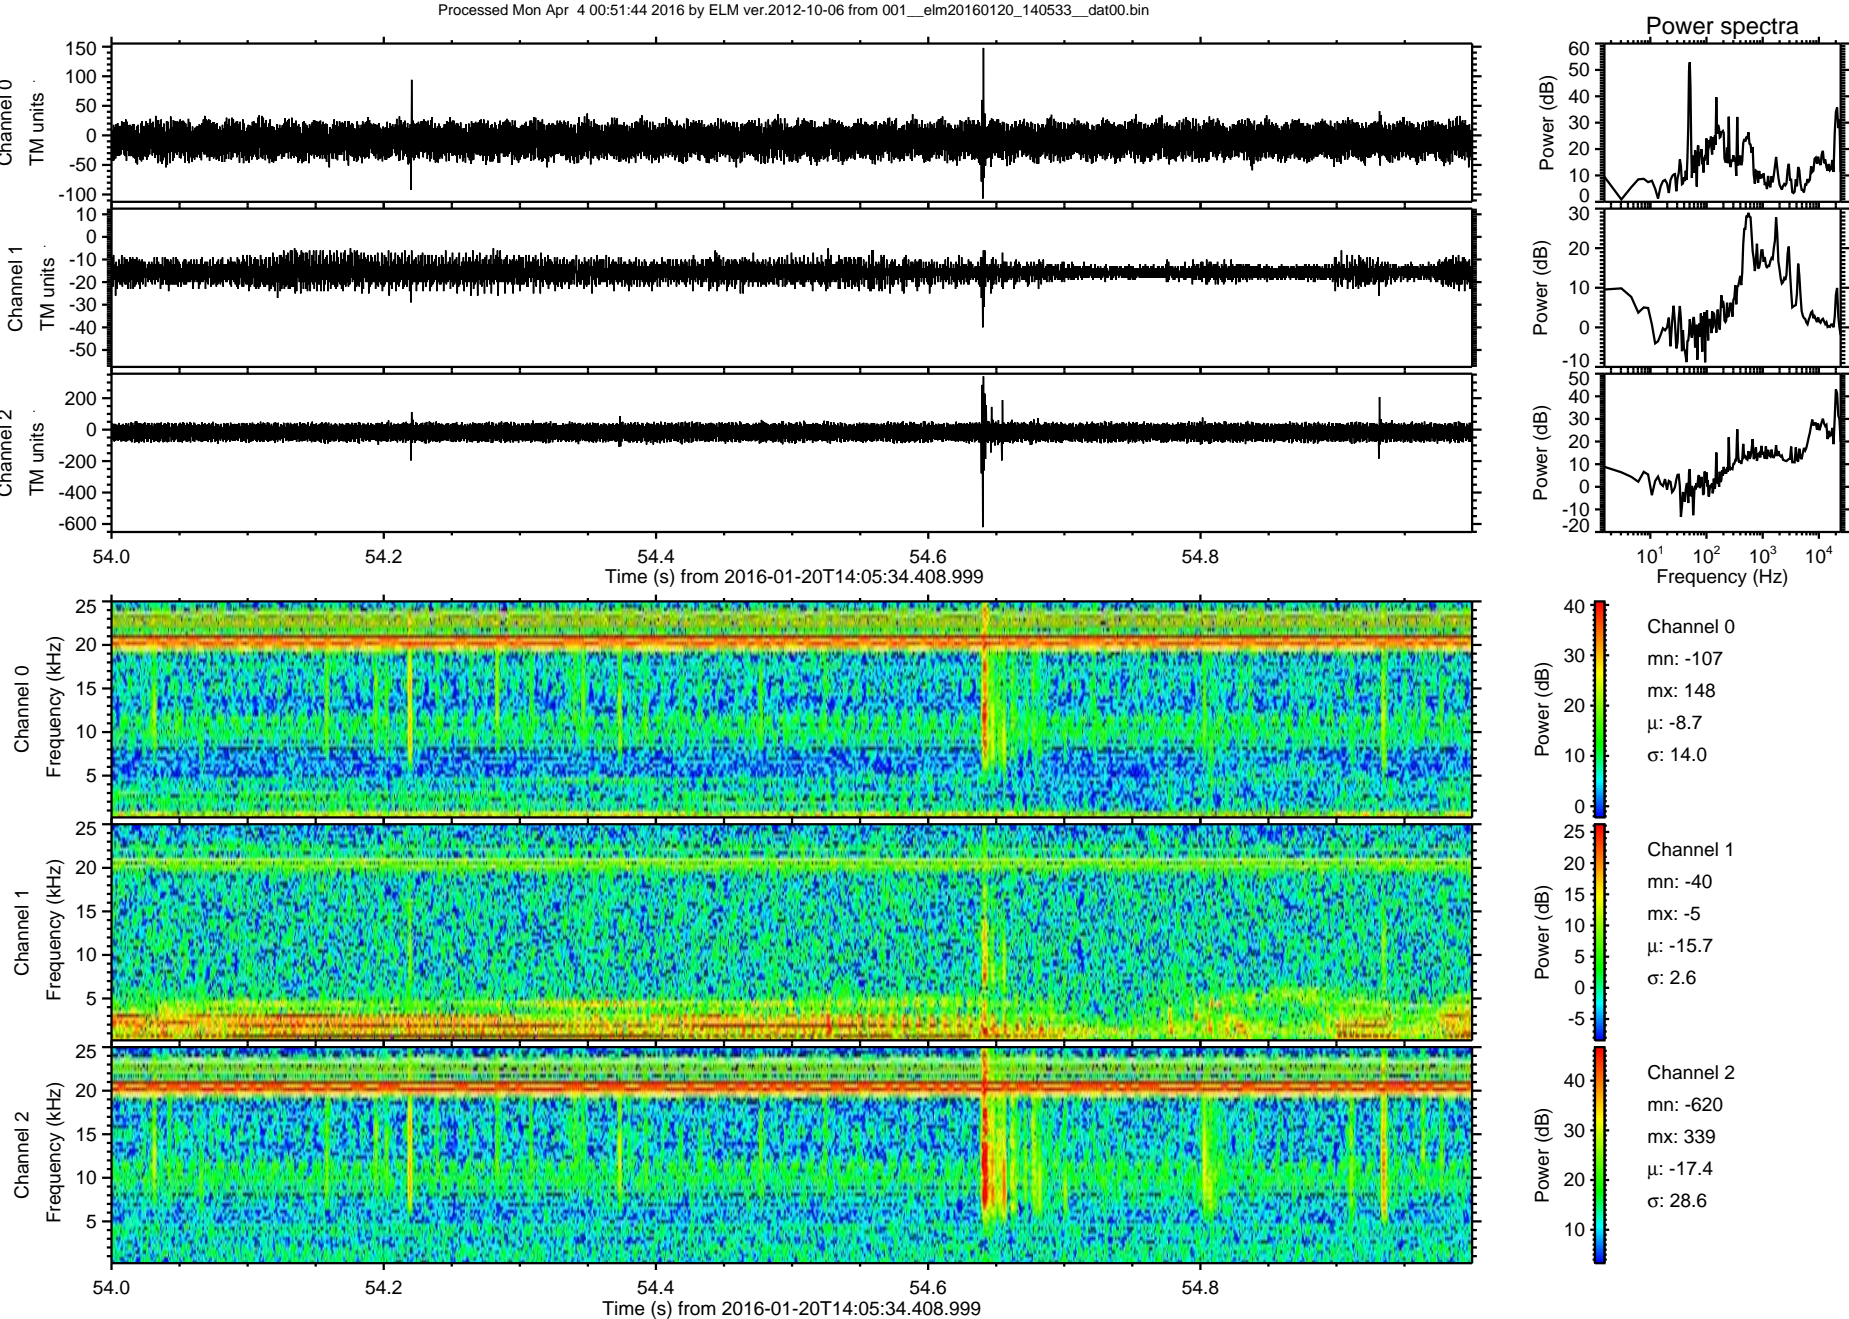 Processed Mon Apr  4 00:51:44 2016 by ELM ver.2012-10-06 from 001__elm20160120_140533__dat00.bin
Power spectra
Channel 0
TM units
150
100
50
0
-50
-100
Power (dB)
60
50
40
30
20
10
0
Channel 1
TM units
10
0
-10
-20
-30
-40
-50
Power (dB)
30
20
10
0
-10
Channel 2
TM units
200
0
-200
-400
-600
Power (dB)
50
40
30
20
10
0
-10
-20
54.0 54.2 54.4 54.6 54.8
Time (s) from 2016-01-20T14:05:34.408.999
10¹ 10² 10³ 10⁴
Frequency (Hz)
Channel 0
Frequency (kHz)
25
20
15
10
5
Power (dB)
40
30
20
10
0
Channel 0
mn: -107
mx: 148
μ: -8.7
σ: 14.0
Channel 1
Frequency (kHz)
25
20
15
10
5
Power (dB)
25
20
15
10
5
0
-5
Channel 1
mn: -40
mx: -5
μ: -15.7
σ: 2.6
Channel 2
Frequency (kHz)
25
20
15
10
5
Power (dB)
40
30
20
10
Channel 2
mn: -620
mx: 339
μ: -17.4
σ: 28.6
54.0 54.2 54.4 54.6 54.8
Time (s) from 2016-01-20T14:05:34.408.999